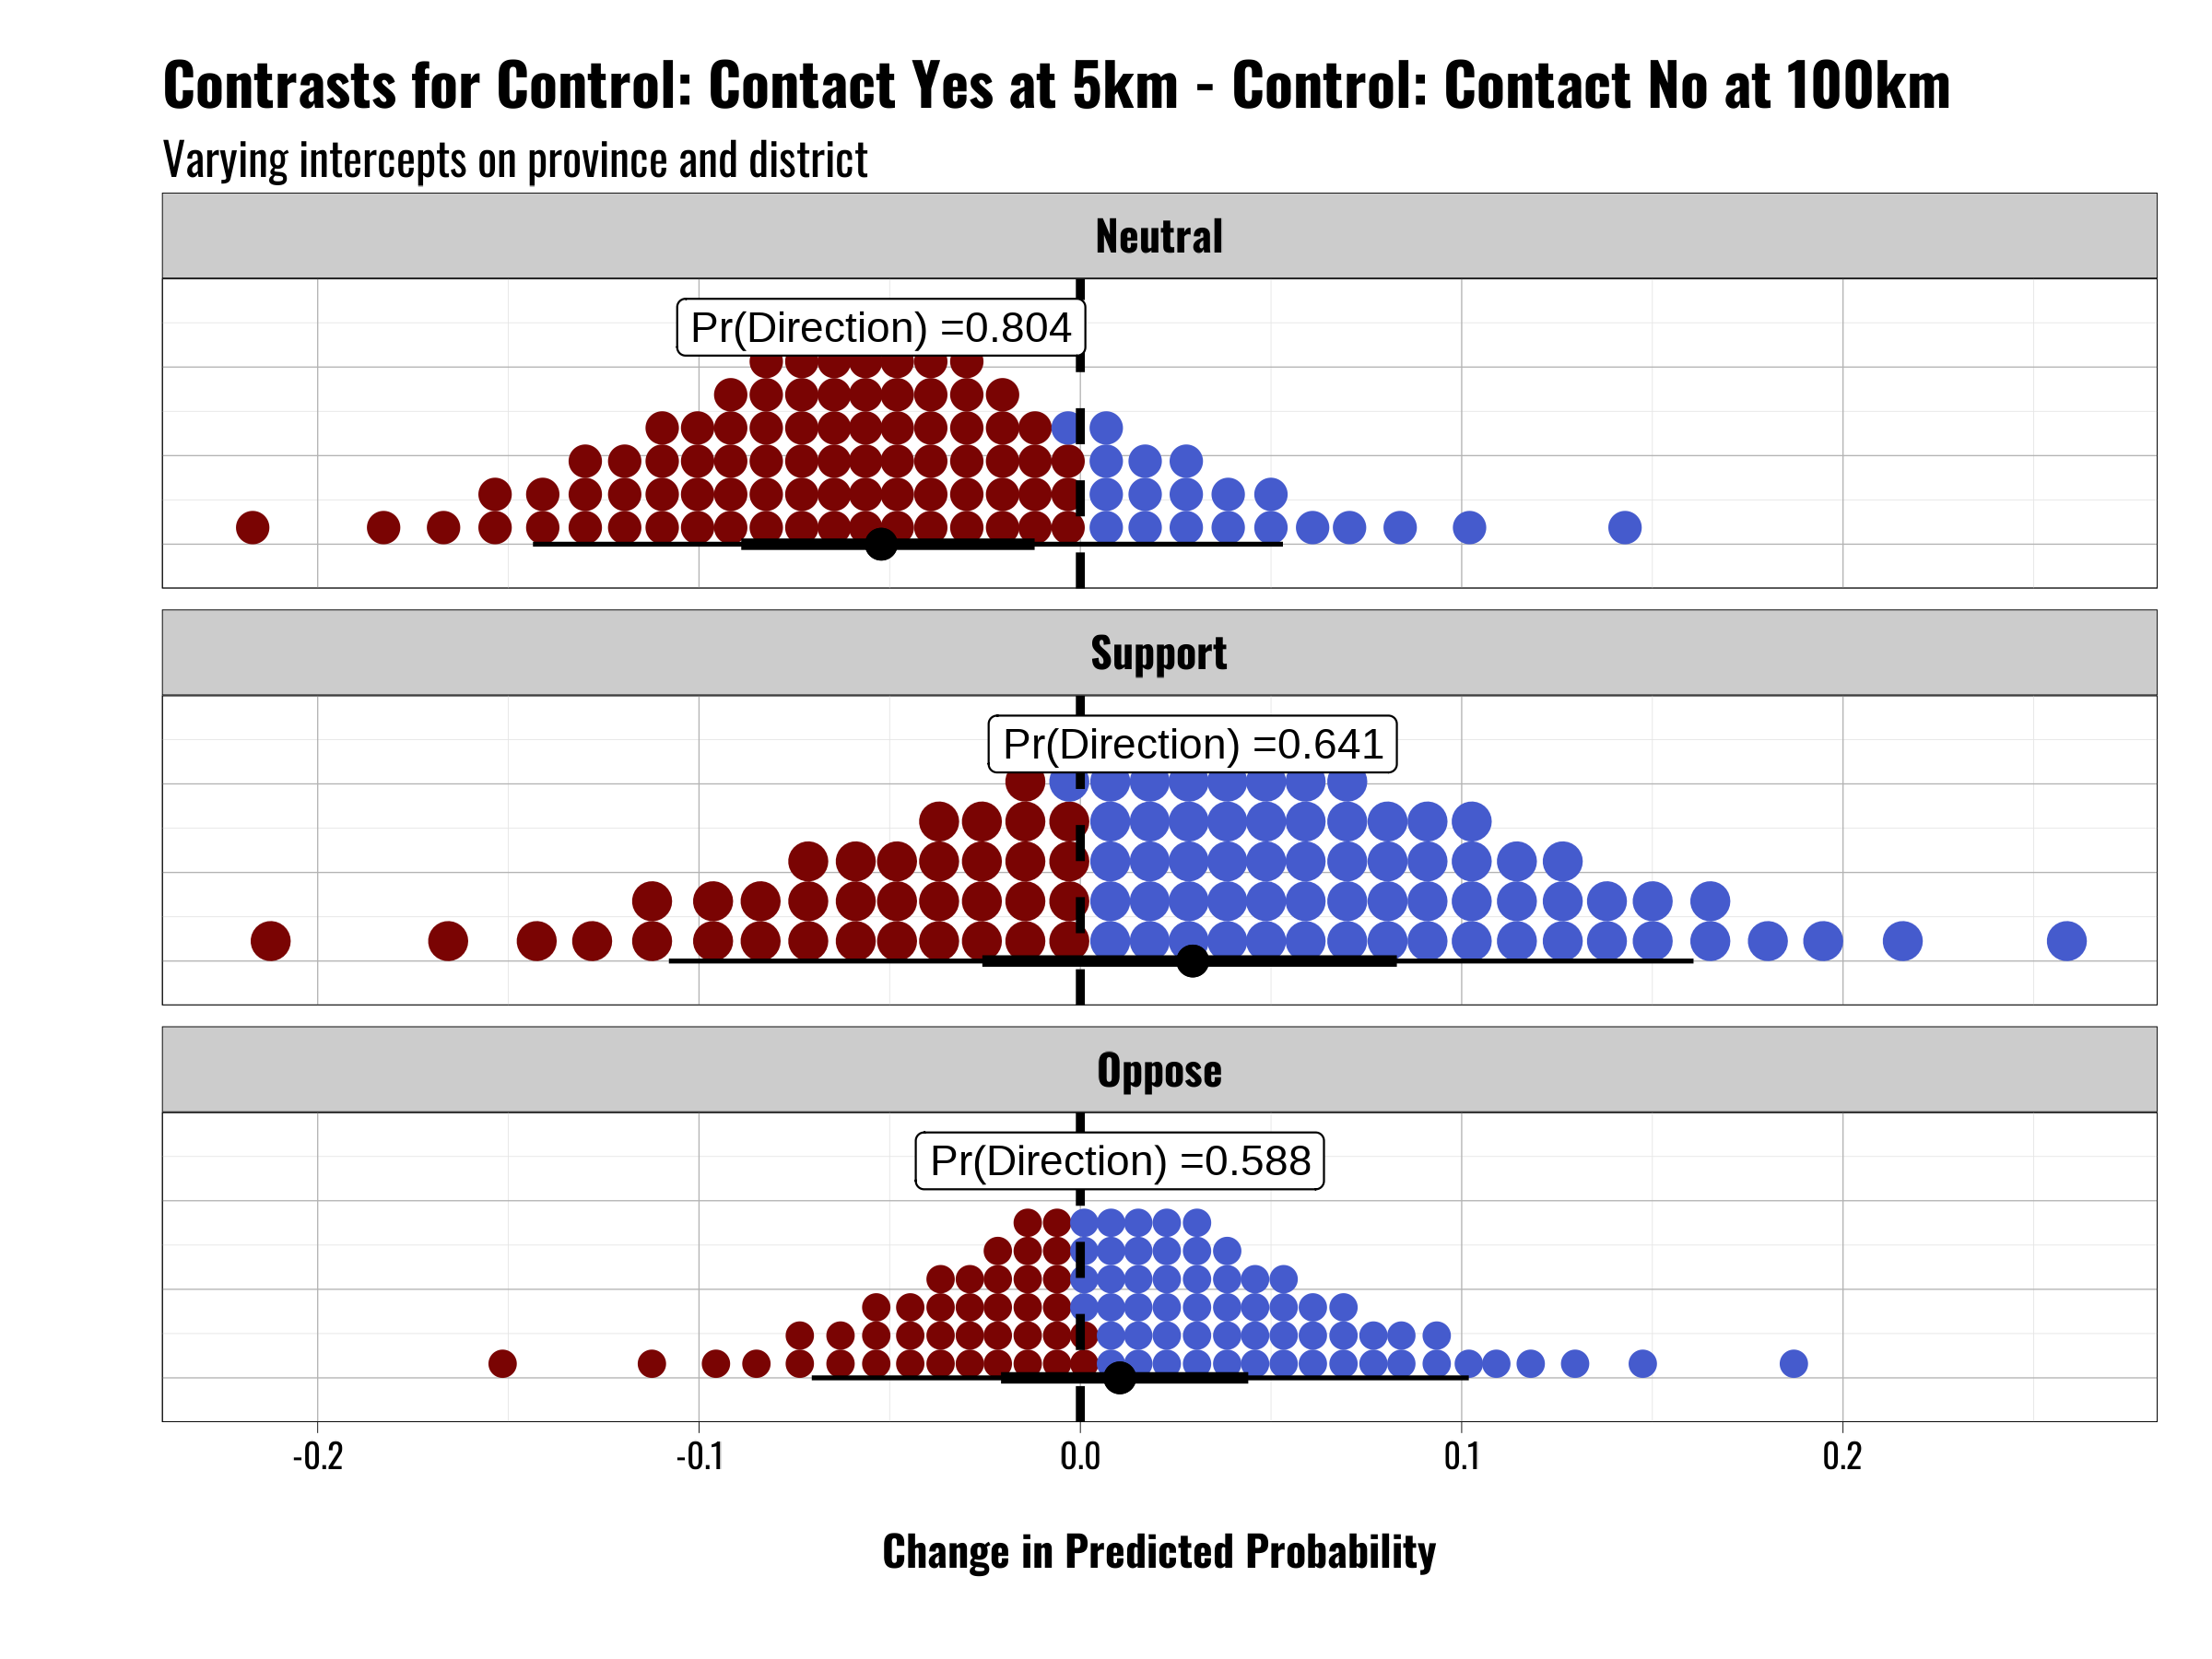 Contrasts for Control: Contact Yes at 5km - Control: Contact No at 100km
Varying intercepts on province and district
Neutral
Pr(Direction) =0.804
Support
Pr(Direction) =0.641
Oppose
Pr(Direction) =0.588
-0.2 -0.1 0.0 0.1 0.2
Change in Predicted Probability